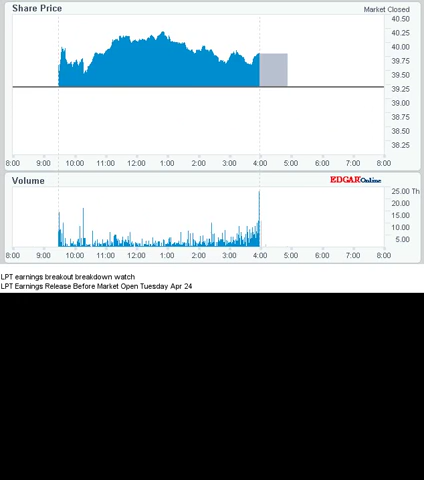 Share Price
Market Closed
40.50
40.25
40.00
39.75
39.50
39.25
39.00
38.75
38.50
38.25
8:00 9:00 10:00 11:00 12:00 1:00 2:00 3:00 4:00 5:00 6:00 7:00 8:00
Volume
EDGAROnline
25.00 Th
20.00
15.00
10.00
5.00
8:00 9:00 10:00 11:00 12:00 1:00 2:00 3:00 4:00 5:00 6:00 7:00 8:00
LPT earnings breakout breakdown watch
LPT Earnings Release Before Market Open Tuesday Apr 24